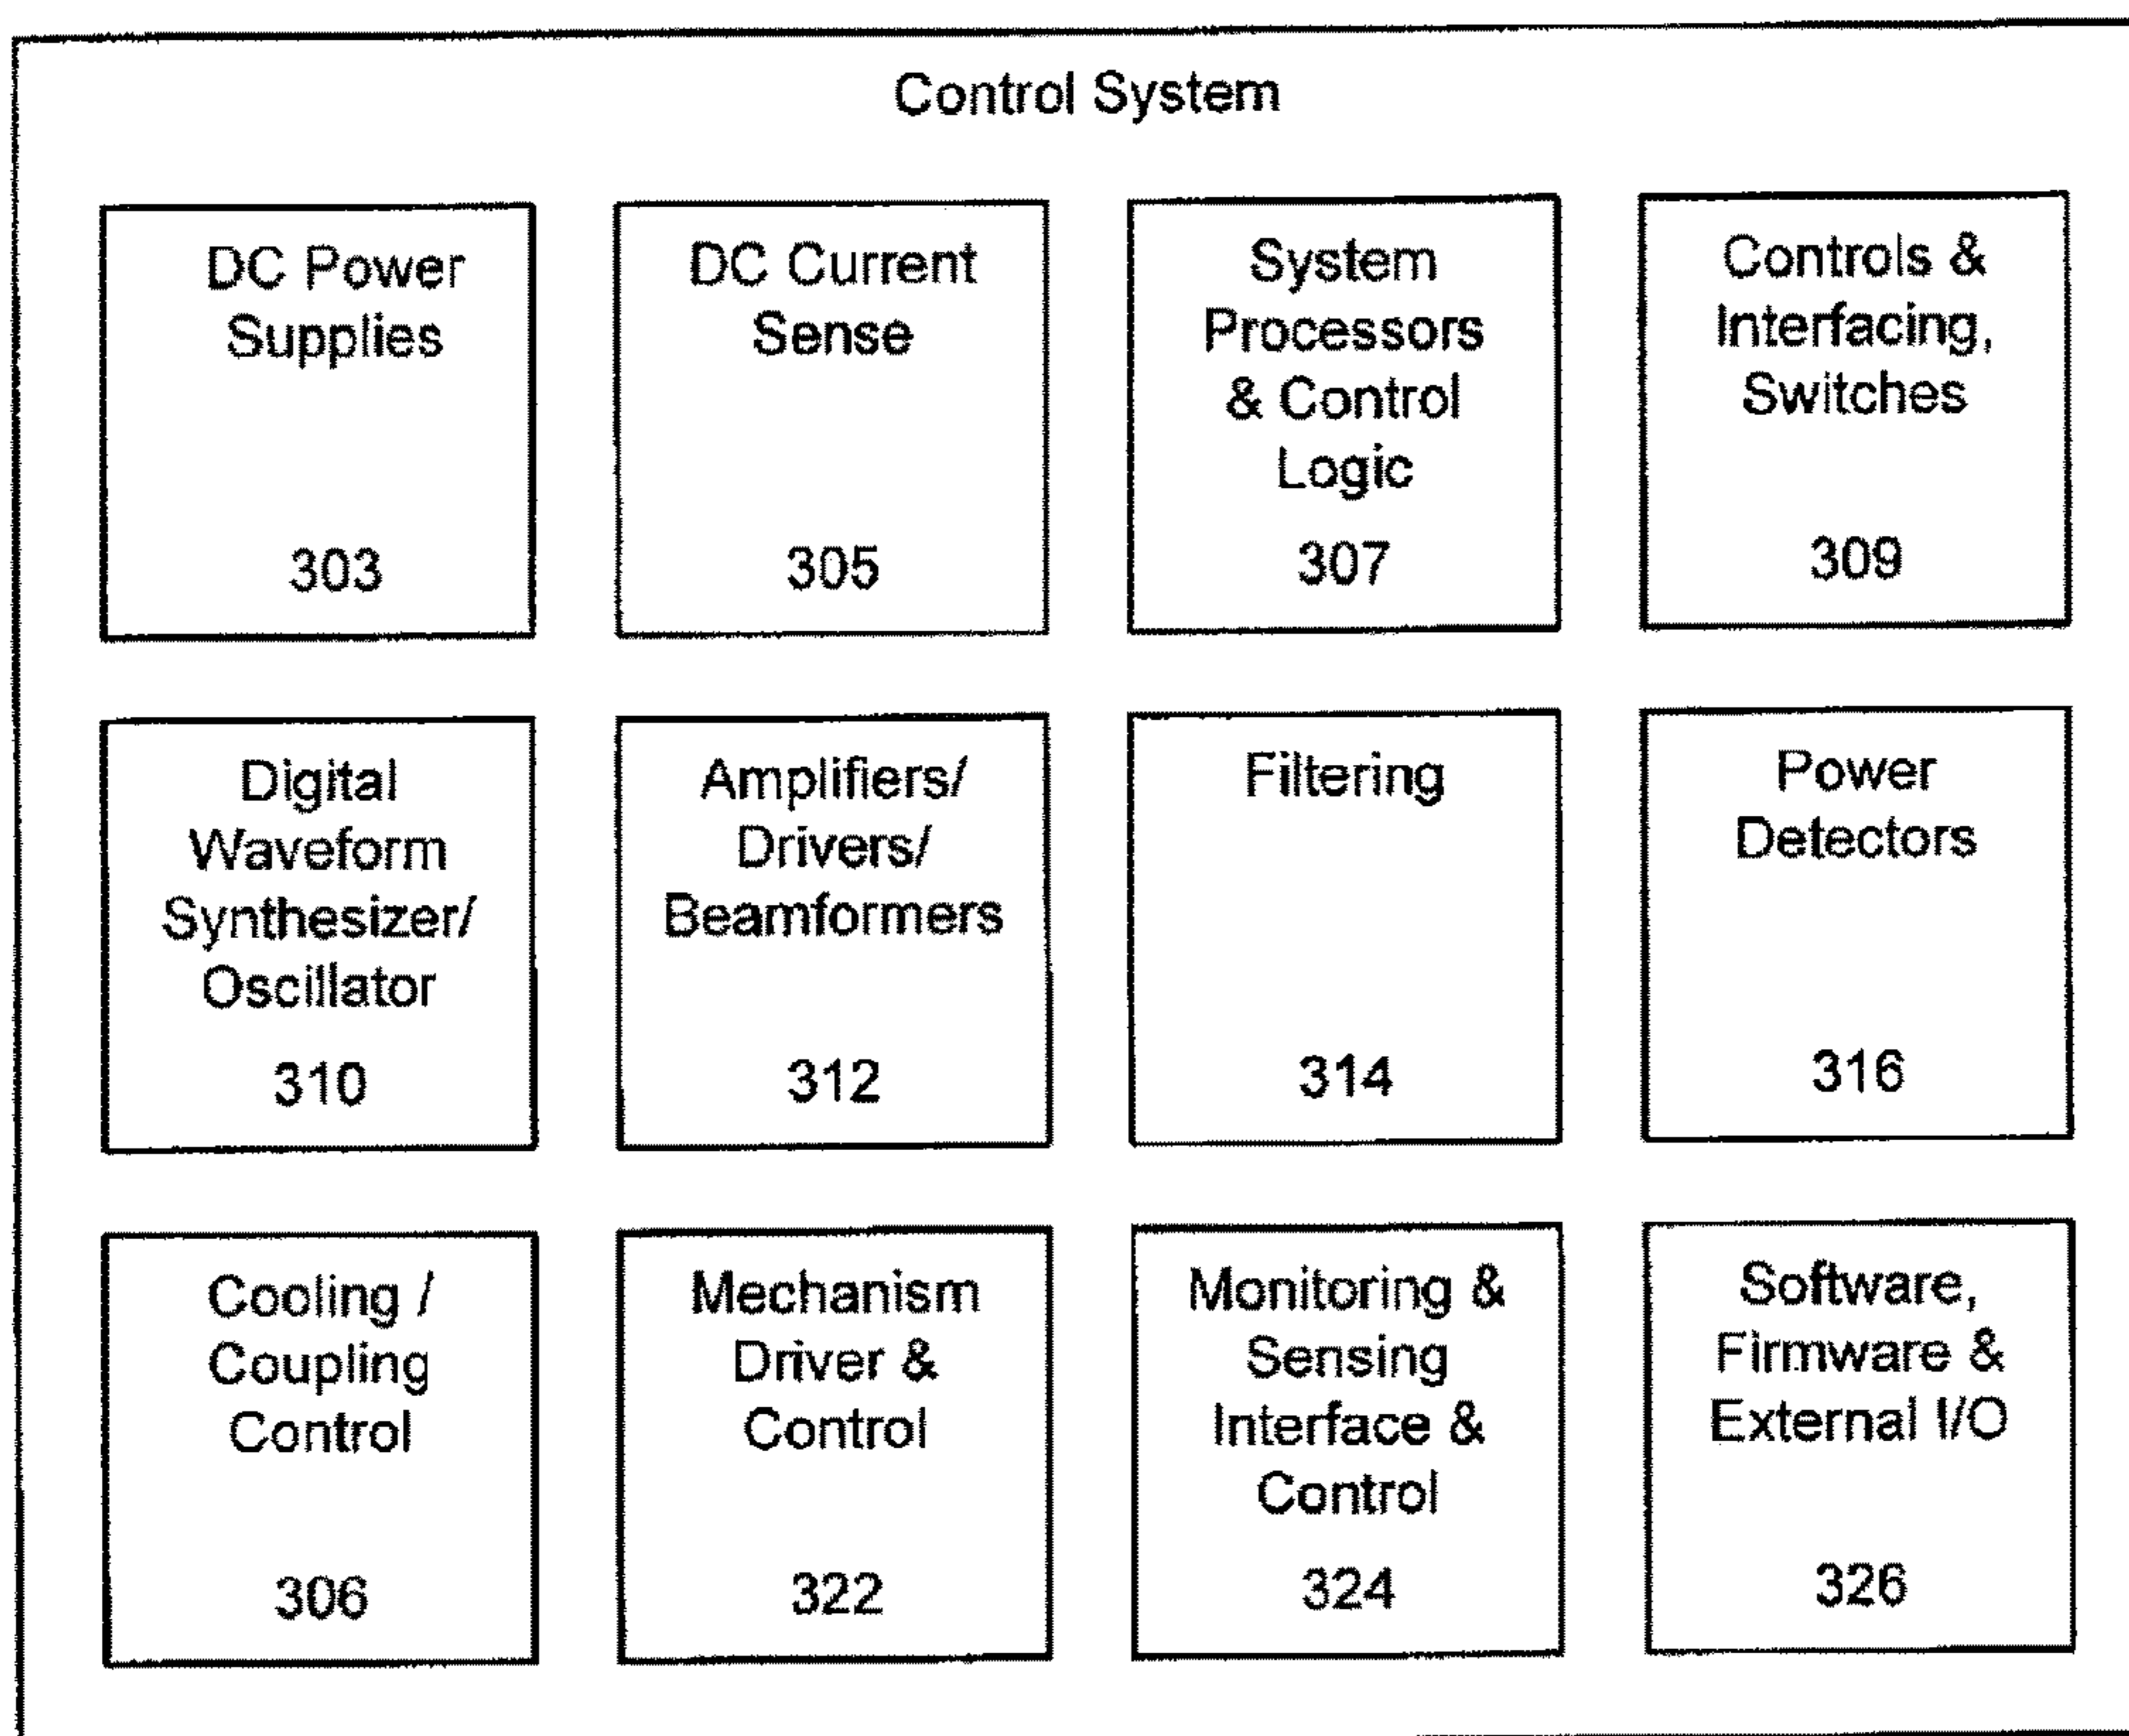 Control System
DC Power
Supplies
303
DC Current
Sense
305
System
Processors
& Control
Logic
307
Controls &
Interfacing,
Switches
309
Digital
Waveform
Synthesizer/
Oscillator
310
Amplifiers/
Drivers/
Beamformers
312
Filtering
314
Power
Detectors
316
Cooling /
Coupling
Control
306
Mechanism
Driver &
Control
322
Monitoring &
Sensing
Interface &
Control
324
Software,
Firmware &
External I/O
326